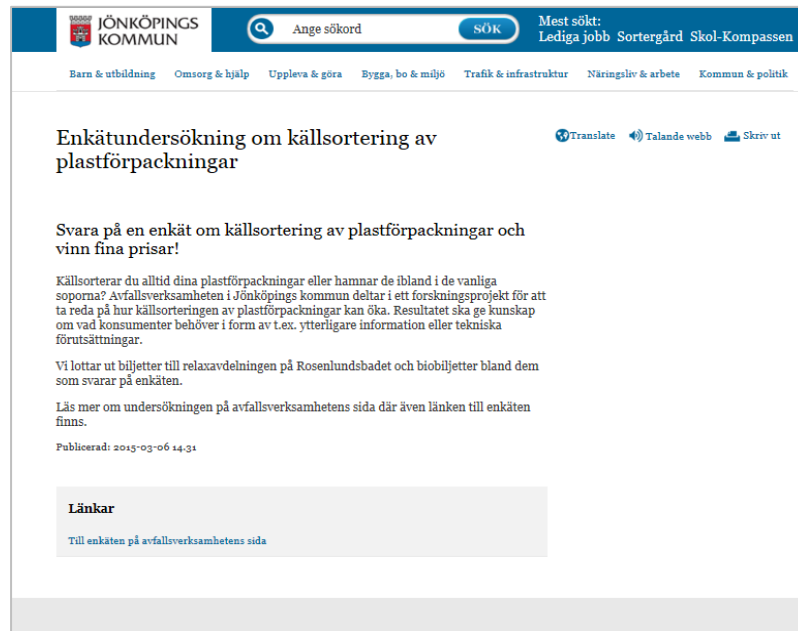 JÖNKÖPINGS
KOMMUN
Ange sökord
SÖK
Mest sökt:
Lediga jobb Sortergård Skol-Kompassen
Barn & utbildning Omsorg & hjälp Uppleva & göra Bygga, bo & miljö Trafik & infrastruktur Näringsliv & arbete Kommun & politik
Enkätundersökning om källsortering av
plastförpackningar
Translate Talande webb Skriv ut
Svara på en enkät om källsortering av plastförpackningar och
vinn fina prisar!
Källsorterar du alltid dina plastförpackningar eller hamnar de ibland i de vanliga
soporna? Avfallsverksamheten i Jönköpings kommun deltar i ett forskningsprojekt för att
ta reda på hur källsorteringen av plastförpackningar kan öka. Resultatet ska ge kunskap
om vad konsumenter behöver i form av t.ex. ytterligare information eller tekniska
förutsättningar.
Vi lottar ut biljetter till relaxavdelningen på Rosenlundsbadet och biobiljetter bland dem
som svarar på enkäten.
Läs mer om undersökningen på avfallsverksamhetens sida där även länken till enkäten
finns.
Publicerad: 2015-03-06 14.31
Länkar
Till enkäten på avfallsverksamhetens sida